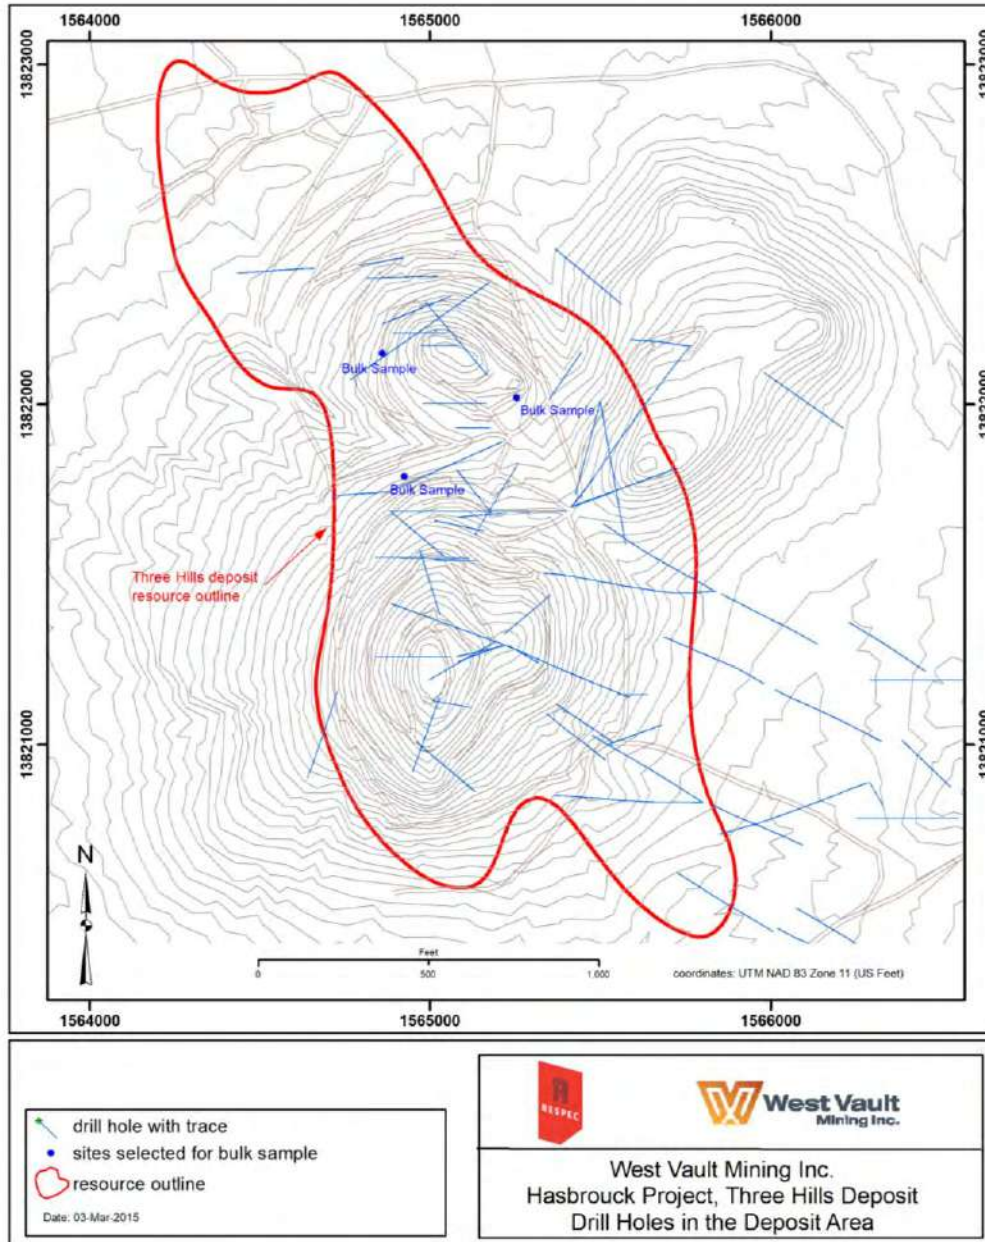 1564000
1565000
1566000
13823000
13823000
Bulk Sample
13822000
Bulk Sample
13822000
Bulk Sample
Three Hills deposit
resource outline
13821000
13821000
N
Feet
0
500
1,000
coordinates: UTM NAD 83 Zone 11 (US Feet)
1564000
1565000
1566000
drill hole with trace
sites selected for bulk sample
resource outline
Date: 03-Mar-2015
RESPEC
West Vault
Mining Inc.
West Vault Mining Inc.
Hasbrouck Project, Three Hills Deposit
Drill Holes in the Deposit Area